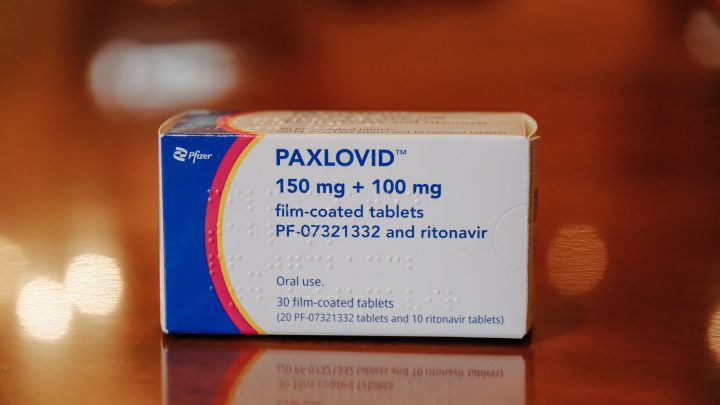 Pfizer
PAXLOVID™
150 mg + 100 mg
film-coated tablets
PF-07321332 and ritonavir
Oral use.
30 film-coated tablets
(20 PF-07321332 tablets and 10 ritonavir tablets)